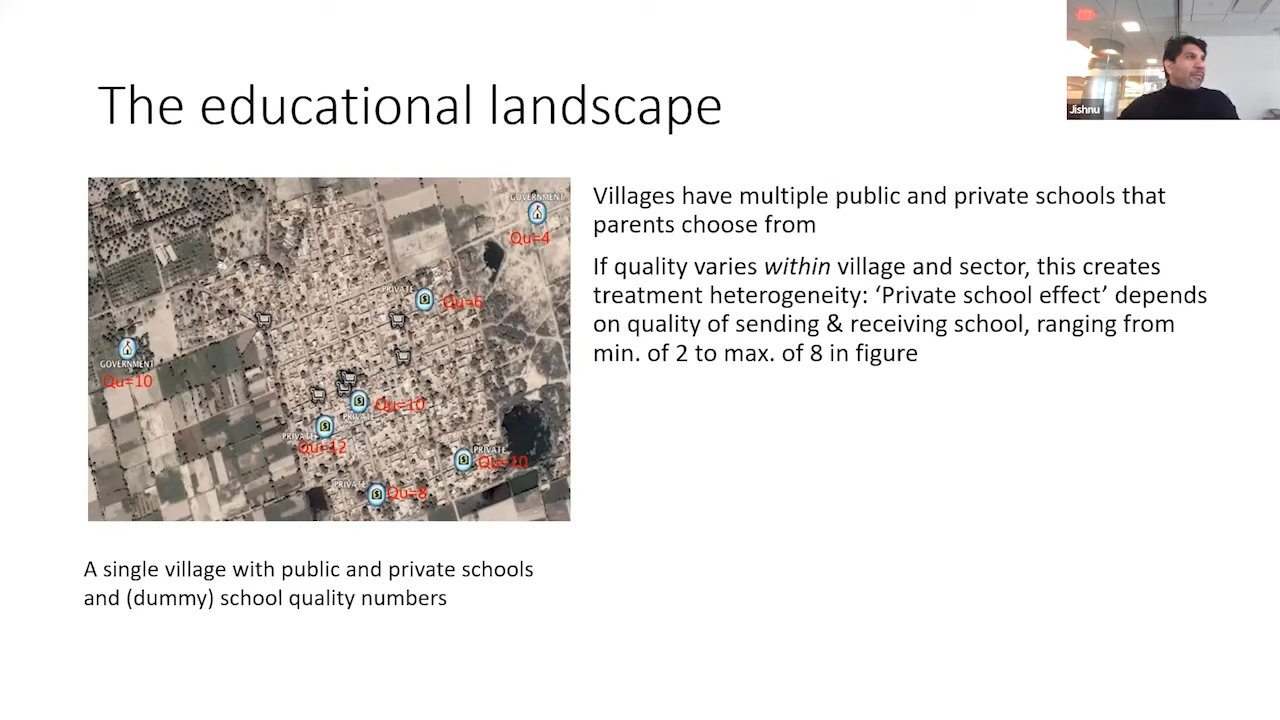 The educational landscape
Jishnu
GOVERNMENT
Qu=4
PRIVATE
Qu=6
GOVERNMENT
Qu=10
Qu=10
PRIVATE
PRIVATE
Qu=12
PRIVATE
Qu=10
PRIVATE
Qu=8
Villages have multiple public and private schools that
parents choose from
If quality varies within village and sector, this creates
treatment heterogeneity: ‘Private school effect’ depends
on quality of sending & receiving school, ranging from
min. of 2 to max. of 8 in figure
A single village with public and private schools
and (dummy) school quality numbers